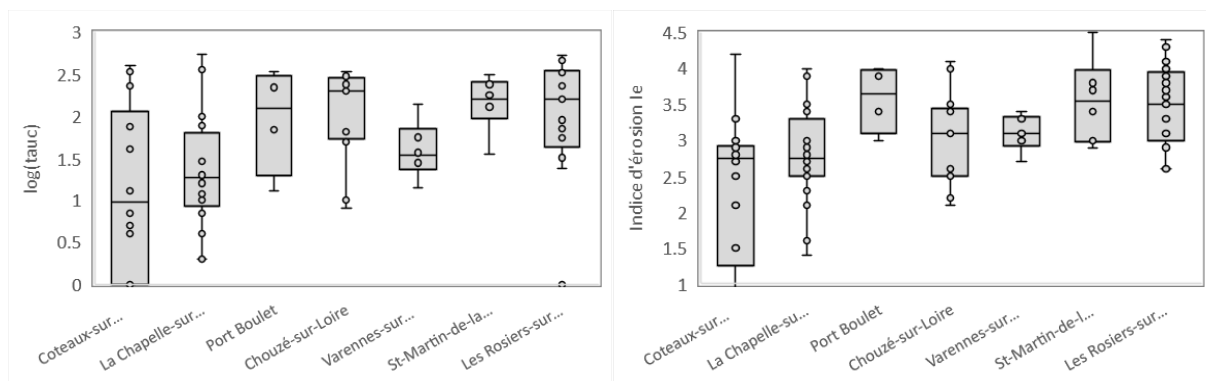 log(tauc)
3
2.5
2
1.5
1
0.5
0
Coteaux-sur...
La Chapelle-sur...
Port Boulet
Chouzé-sur-Loire
Varennes-sur...
St-Martin-de-la...
Les Rosiers-sur...
Indice d'érosion Ie
4.5
4
3.5
3
2.5
2
1.5
1
Coteaux-sur...
La Chapelle-su...
Port Boulet
Chouzé-sur-Loire
Varennes-sur...
St-Martin-de-l...
Les Rosiers-sur...